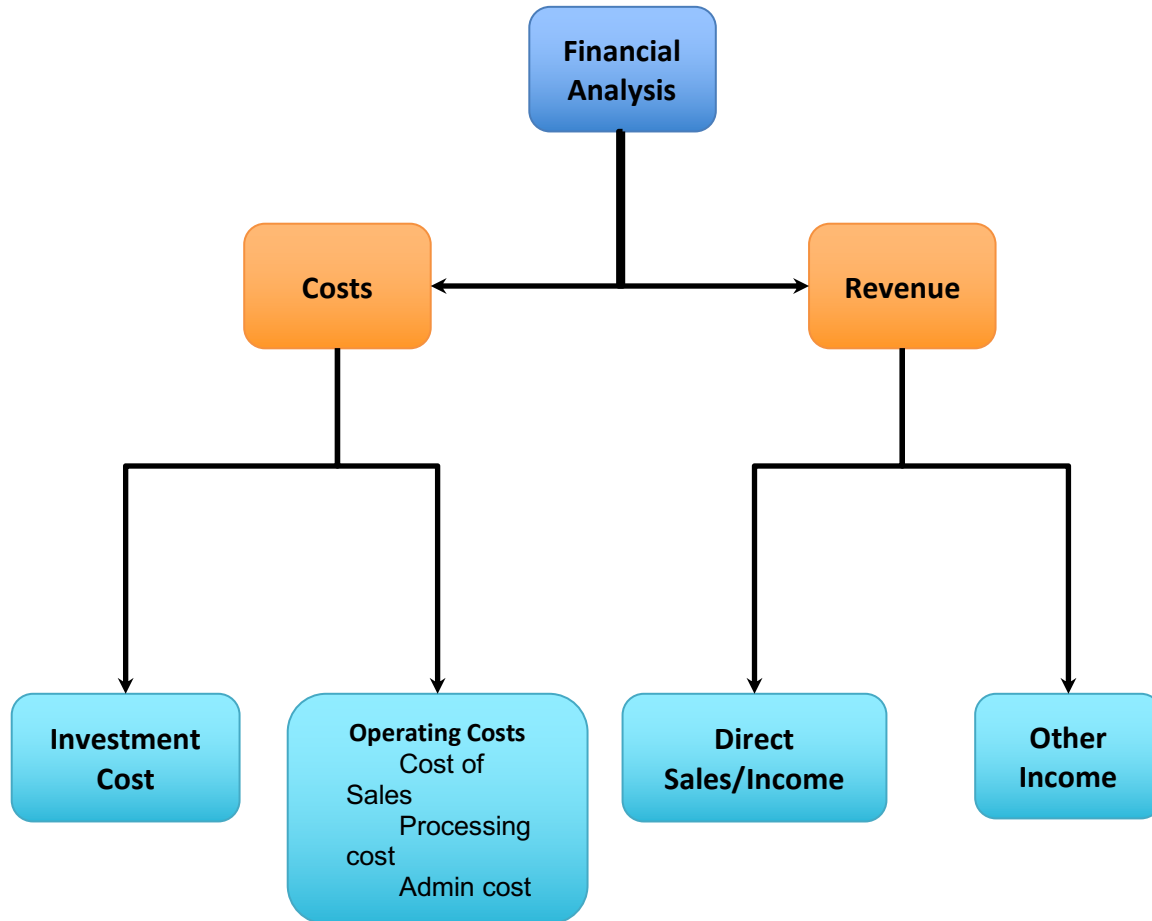 Financial
Analysis
Costs
Revenue
Investment
Cost
Operating Costs
Cost of
Sales
Processing
cost
Admin cost
Direct
Sales/Income
Other
Income